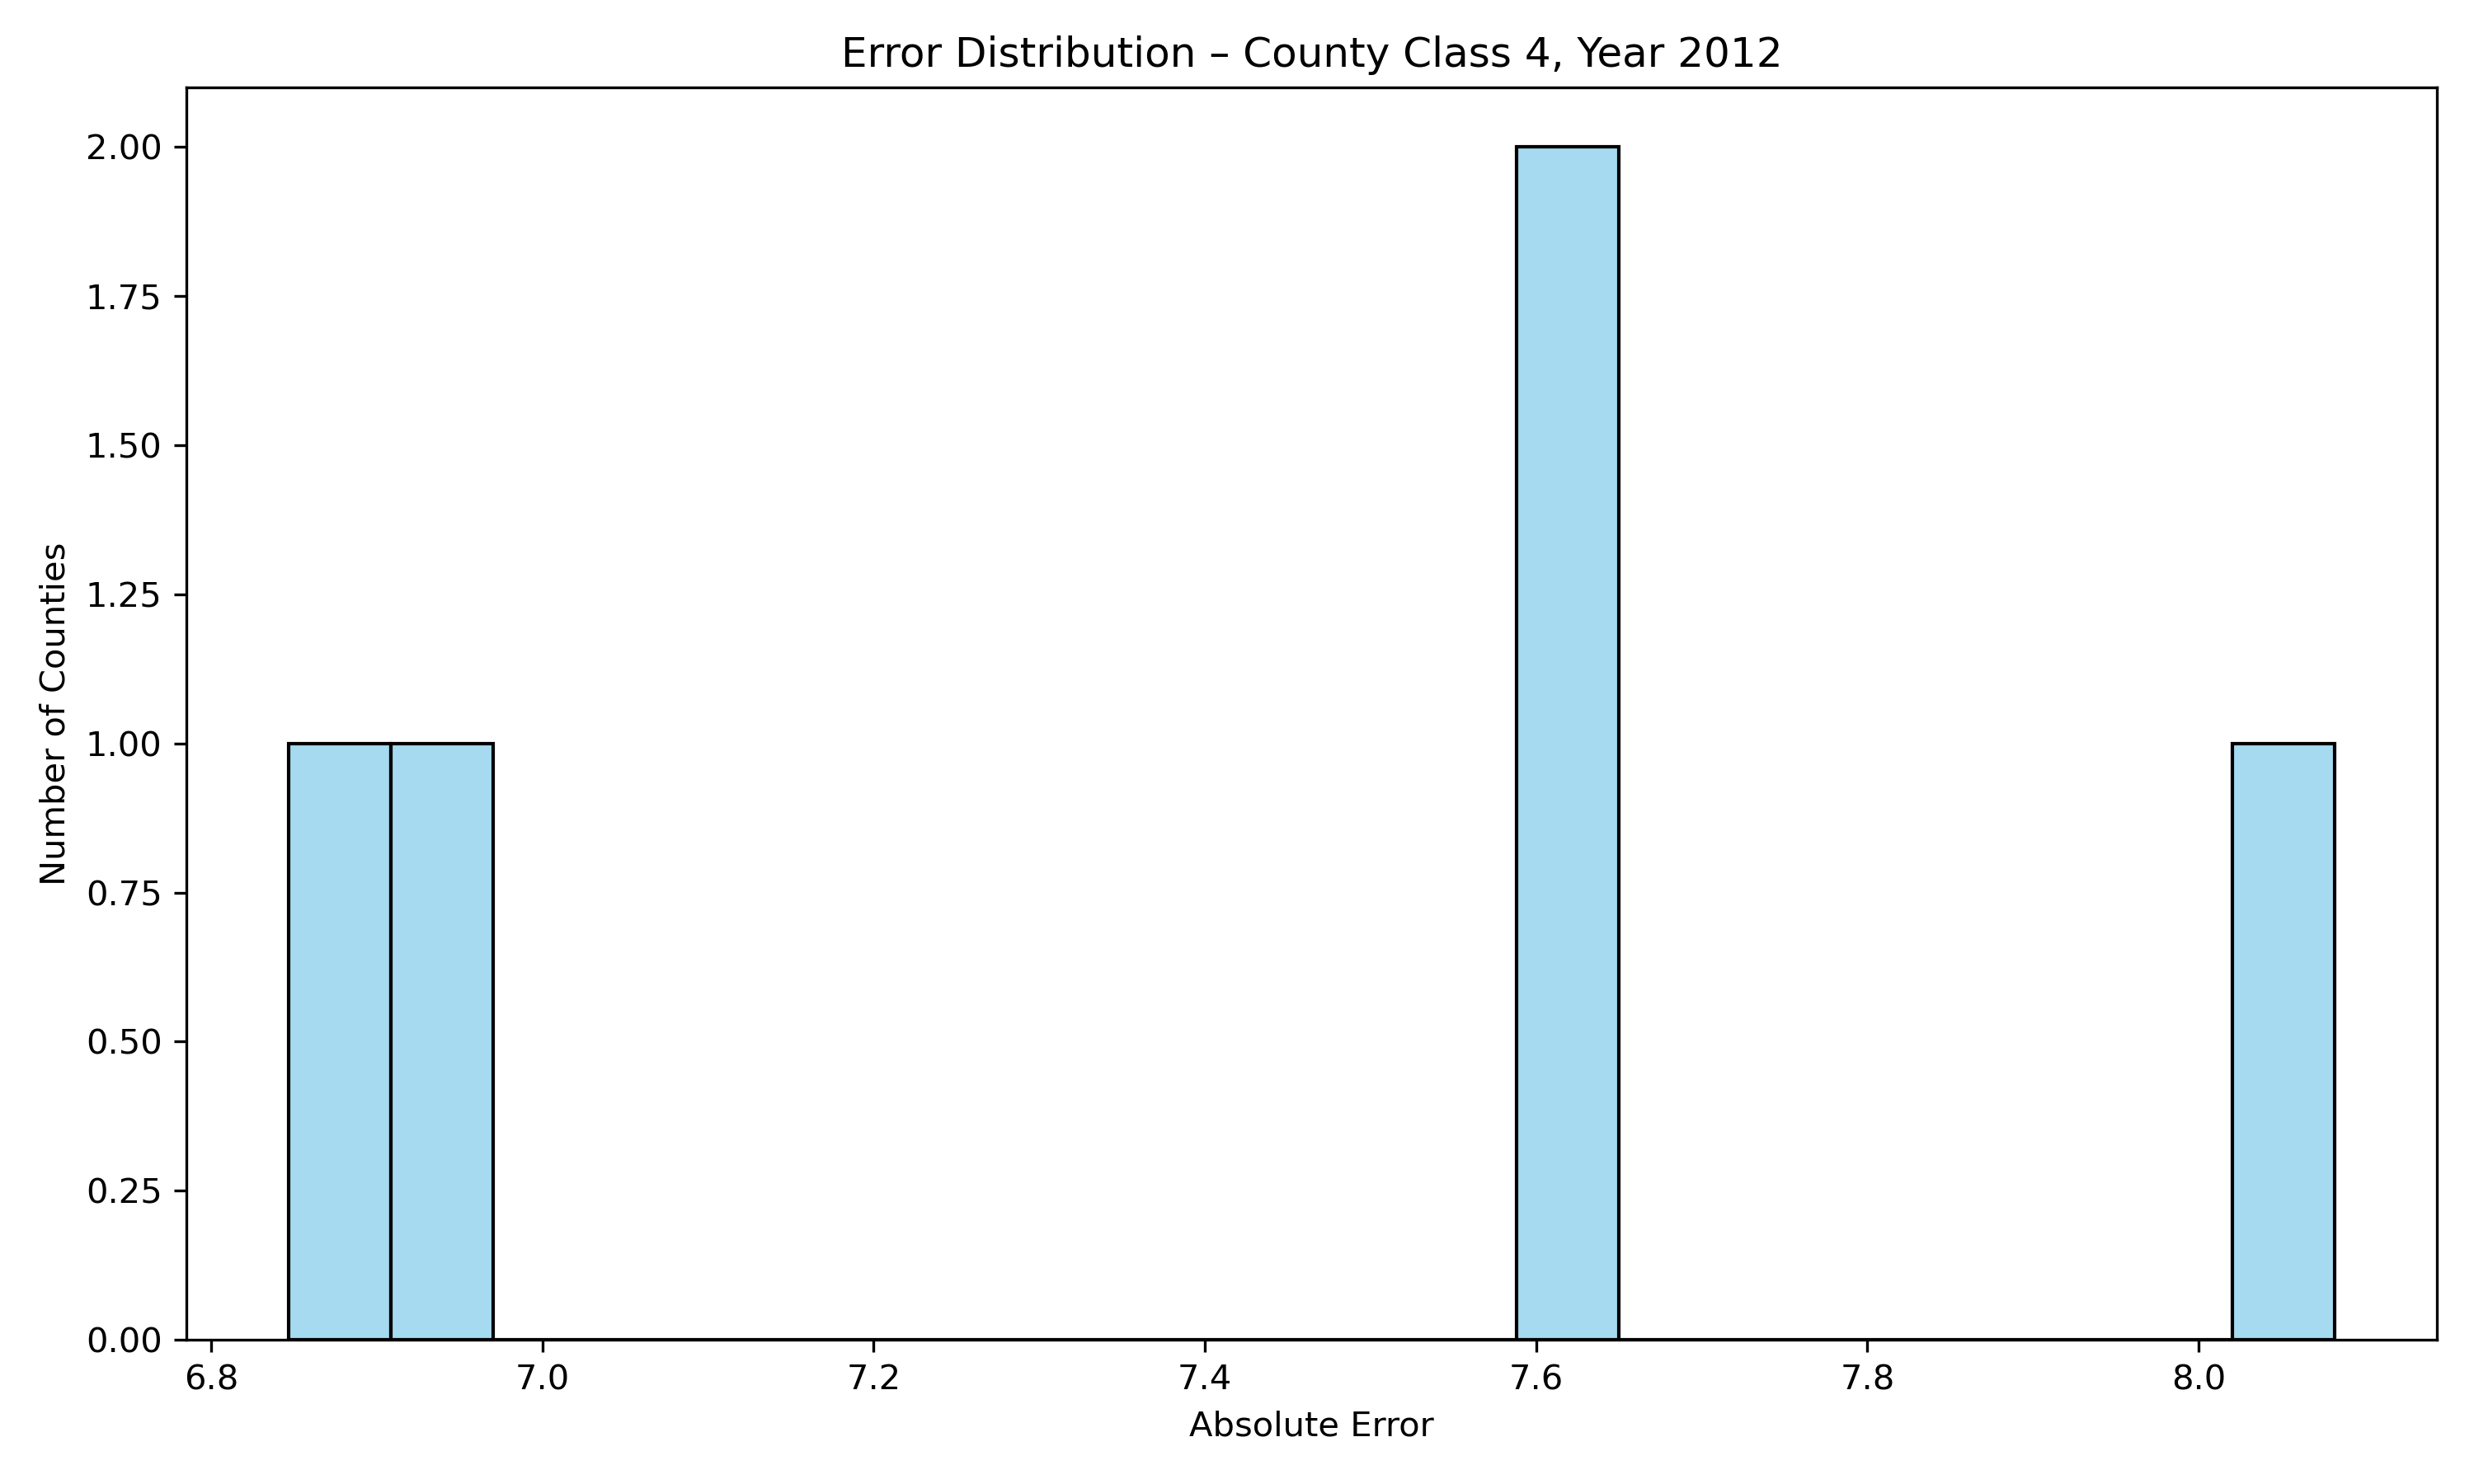 Error Distribution – County Class 4, Year 2012
2.00
1.75
1.50
1.25
1.00
0.75
0.50
0.25
0.00
Number of Counties
6.8 7.0 7.2 7.4 7.6 7.8 8.0
Absolute Error